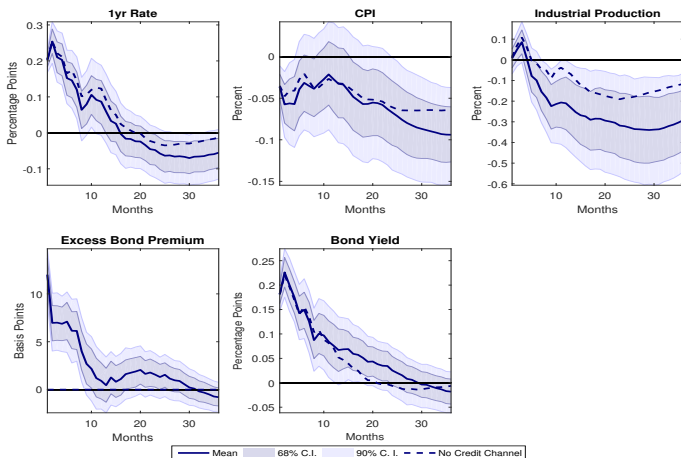 1yr Rate
CPI
Industrial Production
Percentage Points
0.3
0.2
0.1
0
-0.1
10
20
30
Months
Percent
0
-0.05
-0.1
-0.15
10
20
30
Months
Percent
0.1
0
-0.1
-0.2
-0.3
-0.4
-0.5
-0.6
10
20
30
Months
Excess Bond Premium
Bond Yield
Basis Points
10
5
0
10
20
30
Months
Percentage Points
0.25
0.2
0.15
0.1
0.05
0
-0.05
10
20
30
Months
Mean 68% C.I. 90% C. I. No Credit Channel